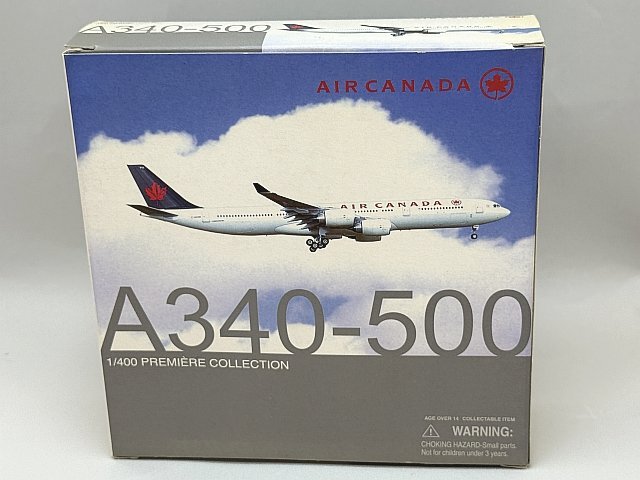 A340-500
AIR CANADA
AIR CANADA
A340-500
1/400 PREMIÈRE COLLECTION
AGE OVER 14 COLLECTABLE ITEM
WARNING:
CHOKING HAZARD-Small parts.
Not for children under 3 years.